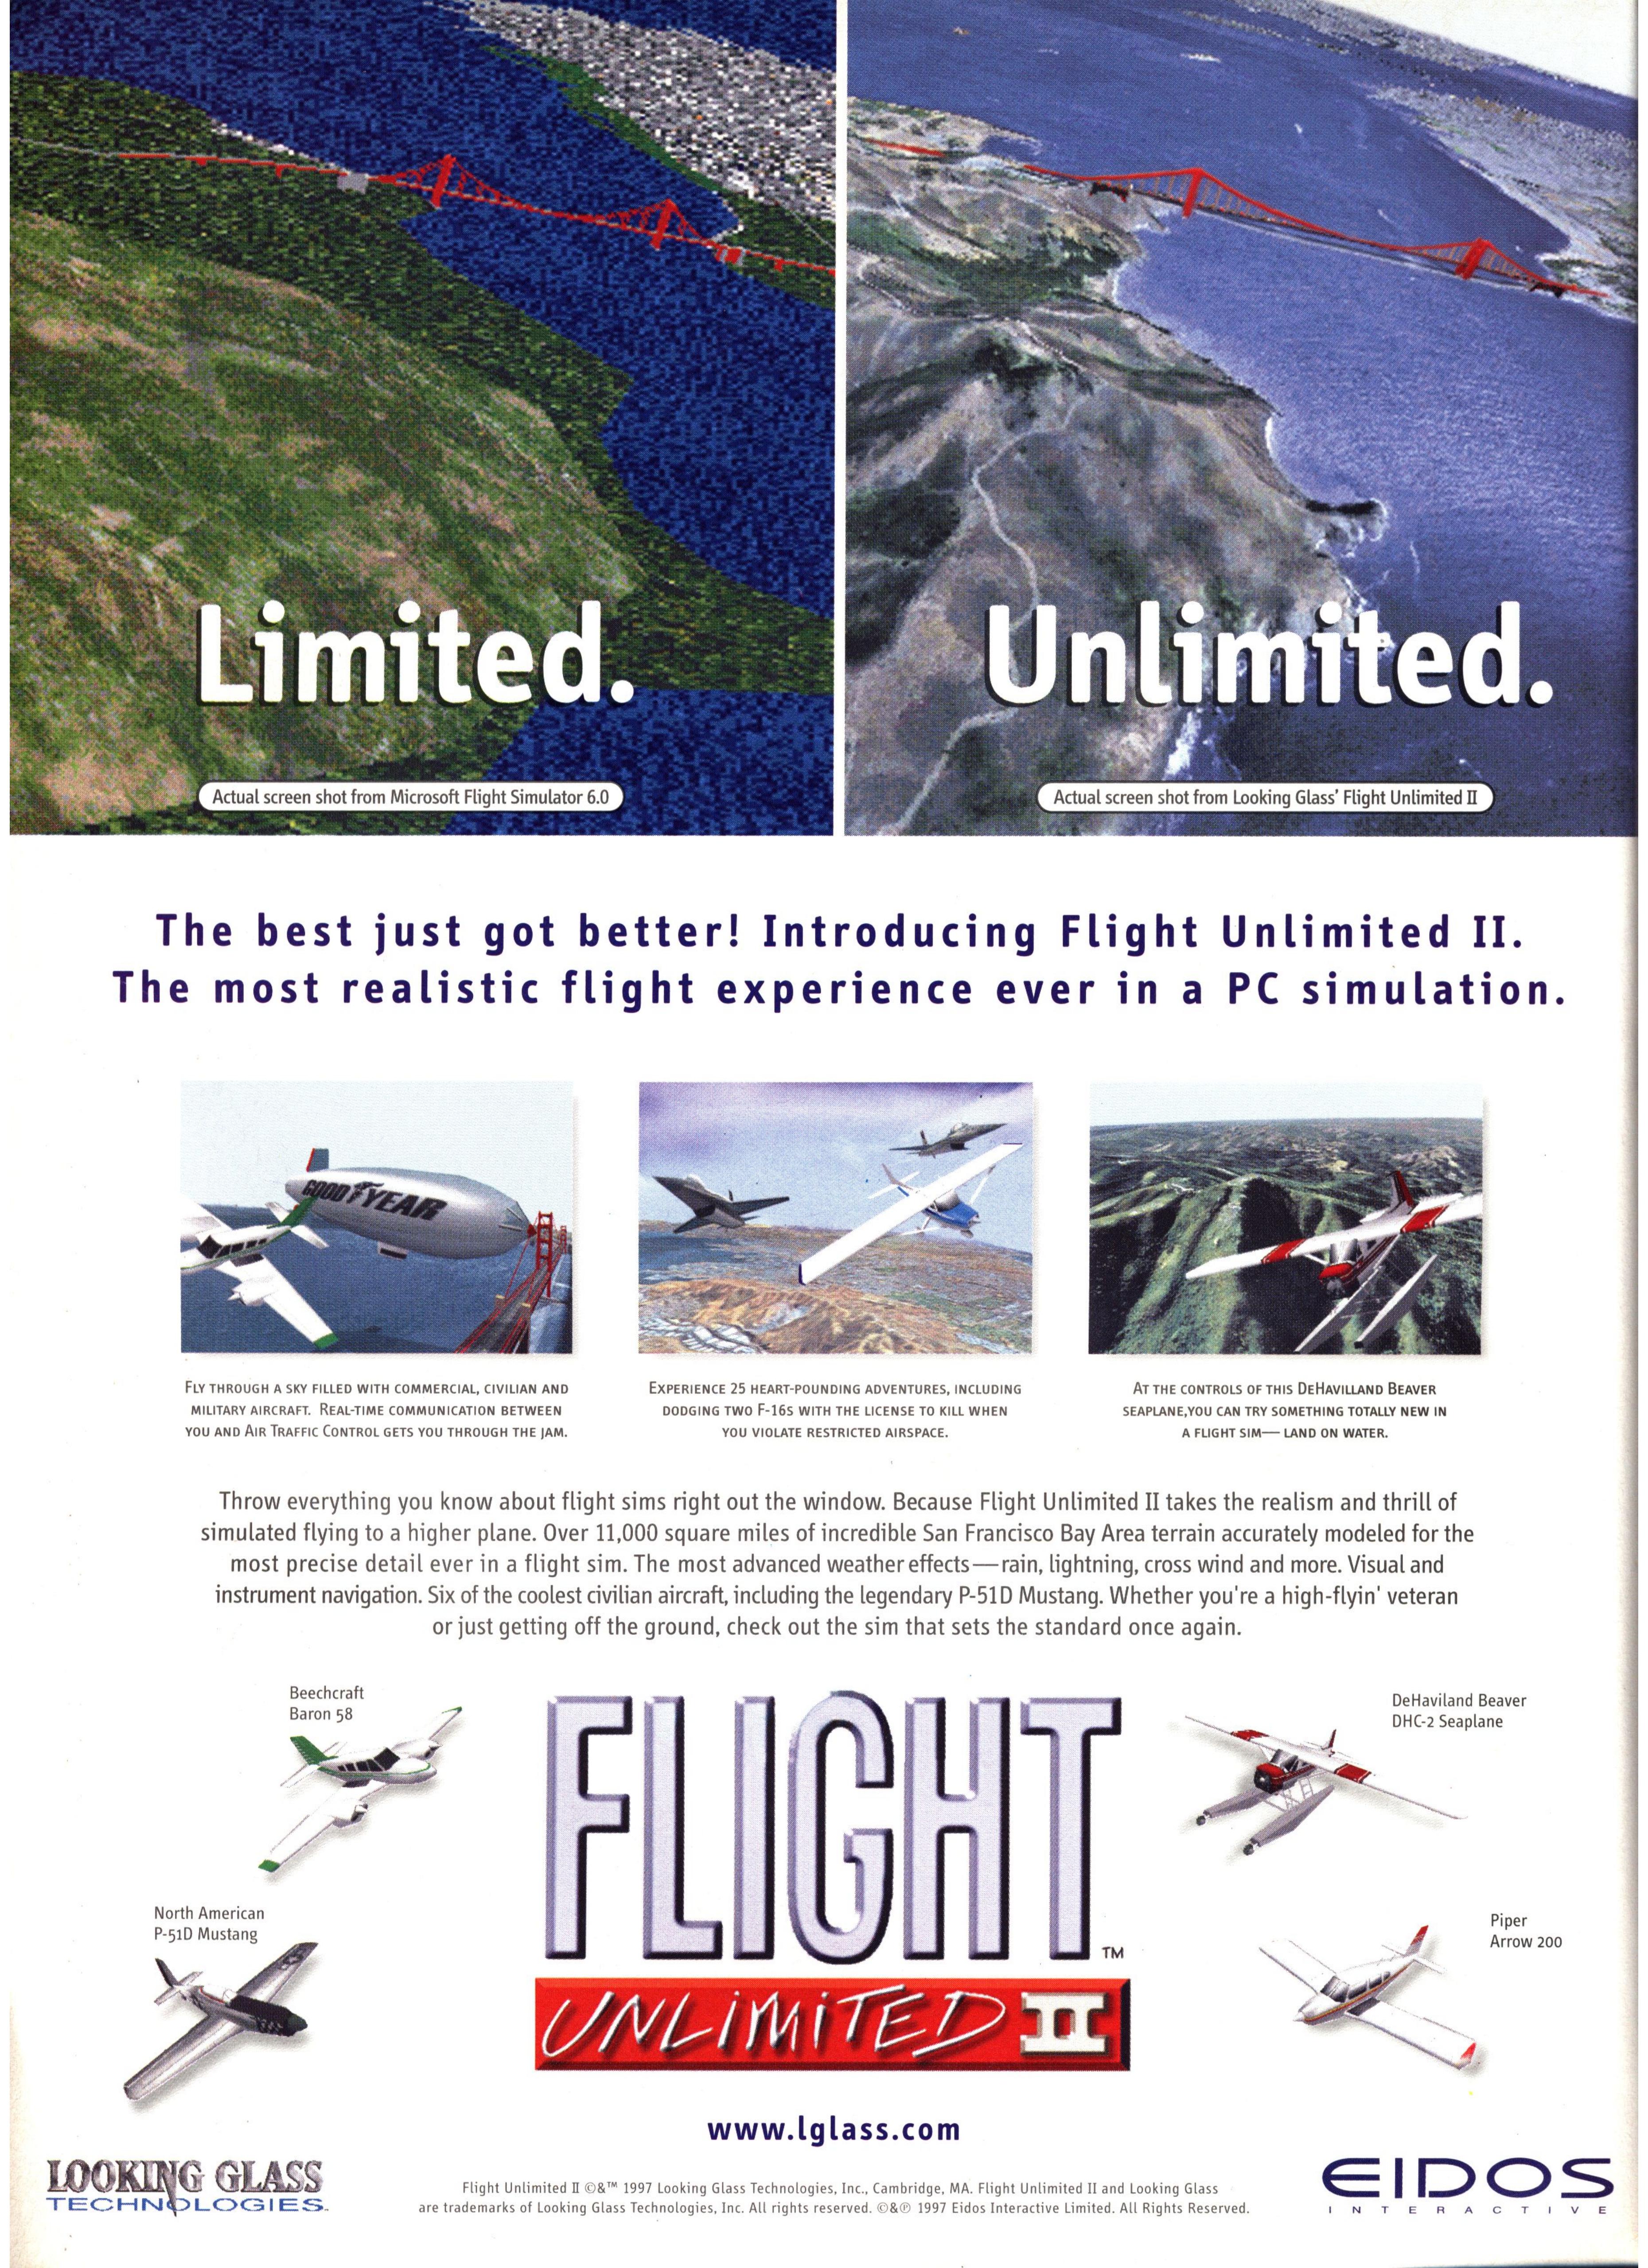 Limited.
Unlimited.
Actual screen shot from Microsoft Flight Simulator 6.0
Actual screen shot from Looking Glass' Flight Unlimited II
The best just got better! Introducing Flight Unlimited II.
The most realistic flight experience ever in a PC simulation.
GOODYEAR
FLY THROUGH A SKY FILLED WITH COMMERCIAL, CIVILIAN AND
MILITARY AIRCRAFT. REAL-TIME COMMUNICATION BETWEEN
YOU AND AIR TRAFFIC CONTROL GETS YOU THROUGH THE JAM.
EXPERIENCE 25 HEART-POUNDING ADVENTURES, INCLUDING
DODGING TWO F-16S WITH THE LICENSE TO KILL WHEN
YOU VIOLATE RESTRICTED AIRSPACE.
AT THE CONTROLS OF THIS DEHAVILLAND BEAVER
SEAPLANE,YOU CAN TRY SOMETHING TOTALLY NEW IN
A FLIGHT SIM— LAND ON WATER.
Throw everything you know about flight sims right out the window. Because Flight Unlimited II takes the realism and thrill of
simulated flying to a higher plane. Over 11,000 square miles of incredible San Francisco Bay Area terrain accurately modeled for the
most precise detail ever in a flight sim. The most advanced weather effects—rain, lightning, cross wind and more. Visual and
instrument navigation. Six of the coolest civilian aircraft, including the legendary P-51D Mustang. Whether you're a high-flyin' veteran
or just getting off the ground, check out the sim that sets the standard once again.
Beechcraft
Baron 58
DeHaviland Beaver
DHC-2 Seaplane
North American
P-51D Mustang
Piper
Arrow 200
FLIGHT™
UNLIMITED II
www.lglass.com
LOOKING GLASS
TECHNOLOGIES
Flight Unlimited II ©&™ 1997 Looking Glass Technologies, Inc., Cambridge, MA. Flight Unlimited II and Looking Glass
are trademarks of Looking Glass Technologies, Inc. All rights reserved. ©&℗ 1997 Eidos Interactive Limited. All Rights Reserved.
EIDOS
INTERACTIVE